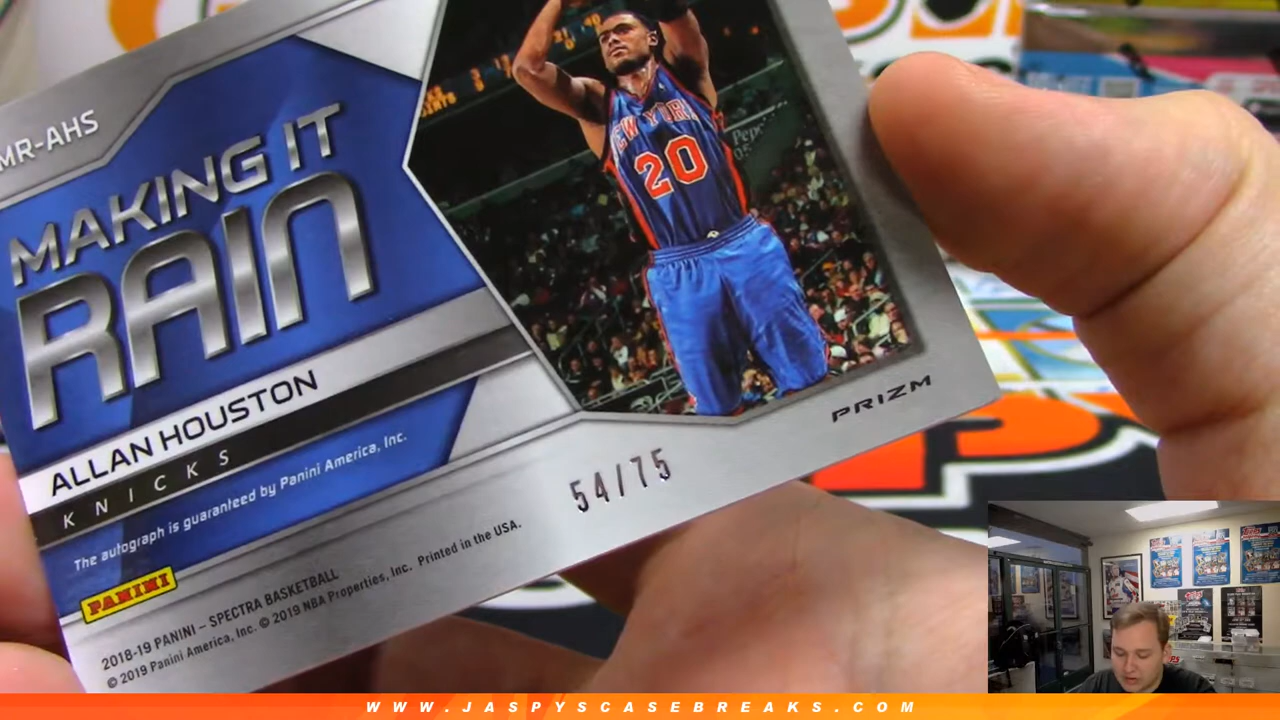 MR-AHS
MAKING IT
RAIN
NEW YORK
20
ALLAN HOUSTON
KNICKS
The autograph is guaranteed by Panini America, Inc.
PANINI
54/75
PRIZM
2018-19 PANINI – SPECTRA BASKETBALL
© 2019 Panini America, Inc. © 2019 NBA Properties, Inc. Printed in the USA.
WWW.JASPYSCASEBREAKS.COM